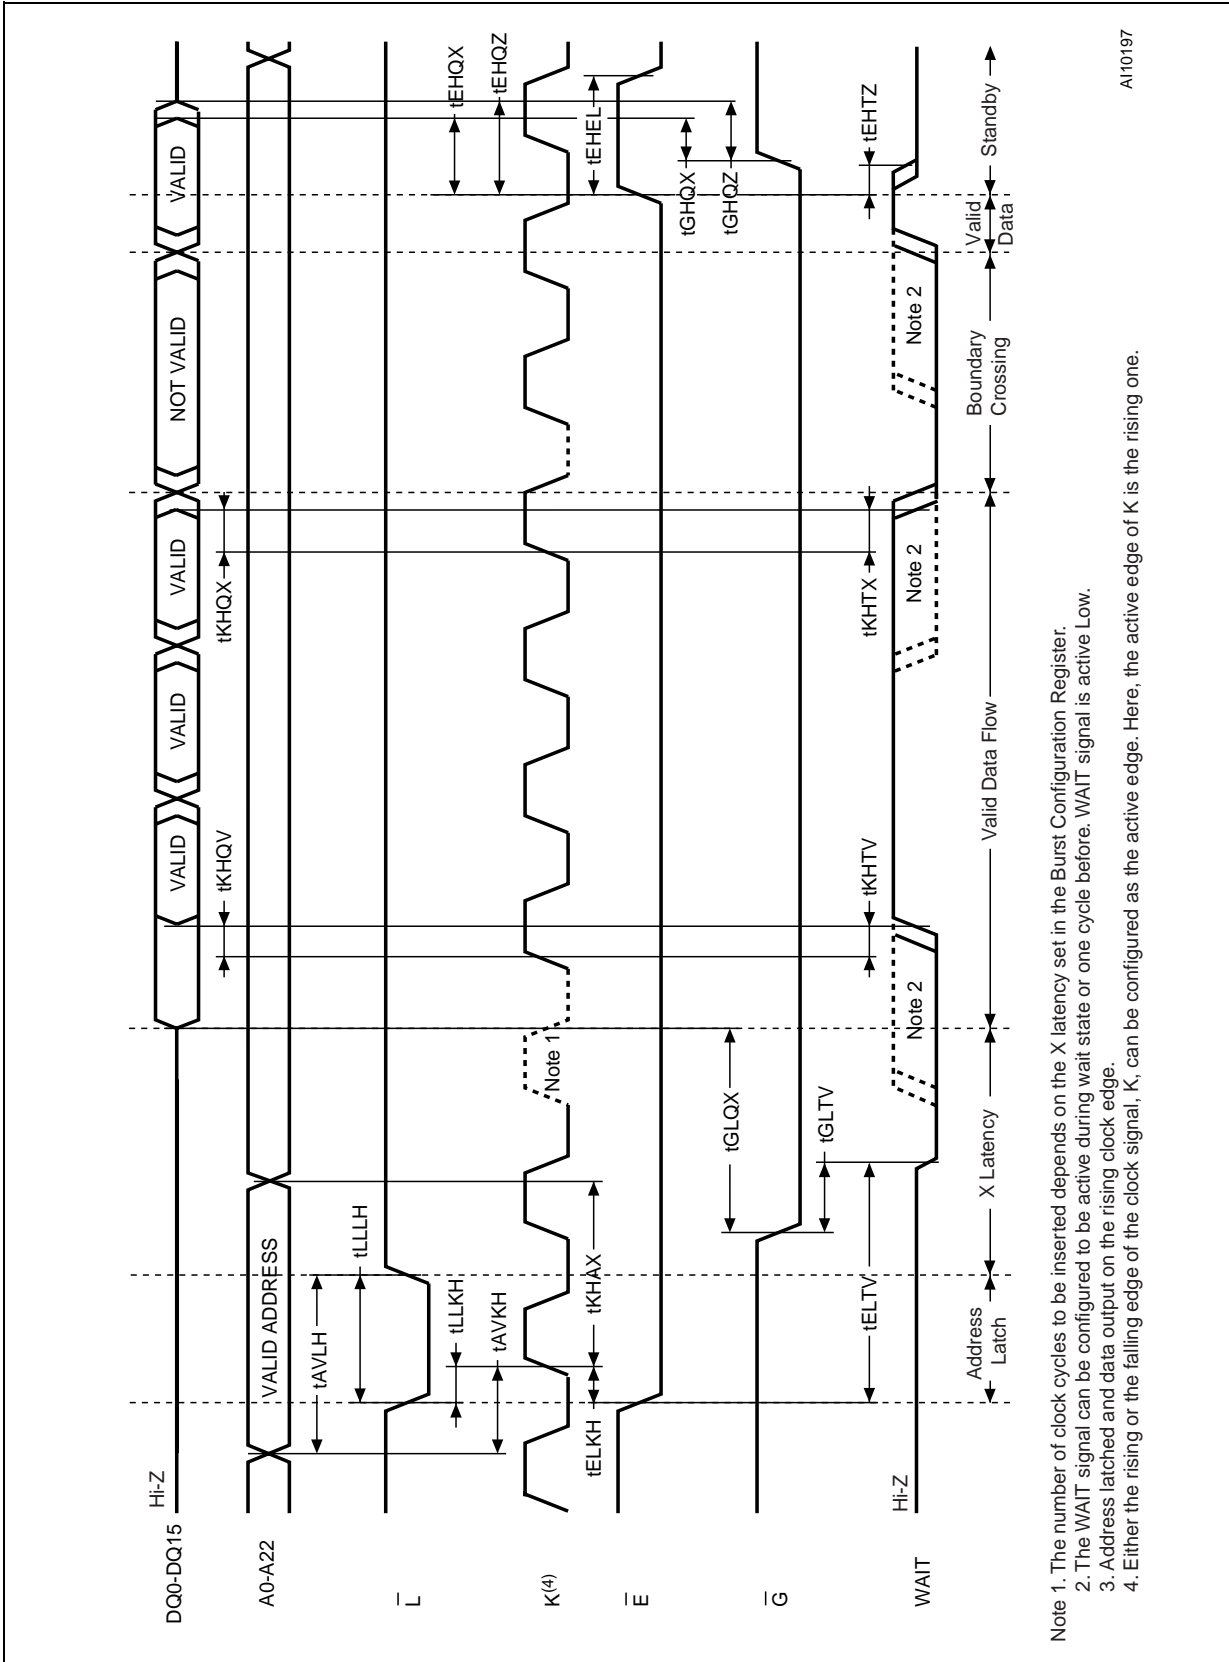 DQ0-DQ15
Hi-Z
VALID
VALID
VALID
NOT VALID
VALID
A0-A22
VALID ADDRESS
tKHQV
tKHQX
tAVLH
L
tLLLH
tLLKH
tEHQX
tAVKH
tEHQZ
K(4)
Note 1
tELKH
tKHAX
tEHEL
E
tGHQX
tGLQX
tGHQZ
G
tGLTV
tELTV
tKHTV
tKHTX
tEHTZ
WAIT
Hi-Z
Note 2
Note 2
Note 2
Address
Latch
X Latency
Valid Data Flow
Boundary
Crossing
Valid
Data
Standby
Note 1. The number of clock cycles to be inserted depends on the X latency set in the Burst Configuration Register.
2. The WAIT signal can be configured to be active during wait state or one cycle before. WAIT signal is active Low.
3. Address latched and data output on the rising clock edge.
4. Either the rising or the falling edge of the clock signal, K, can be configured as the active edge. Here, the active edge of K is the rising one.
AI10197